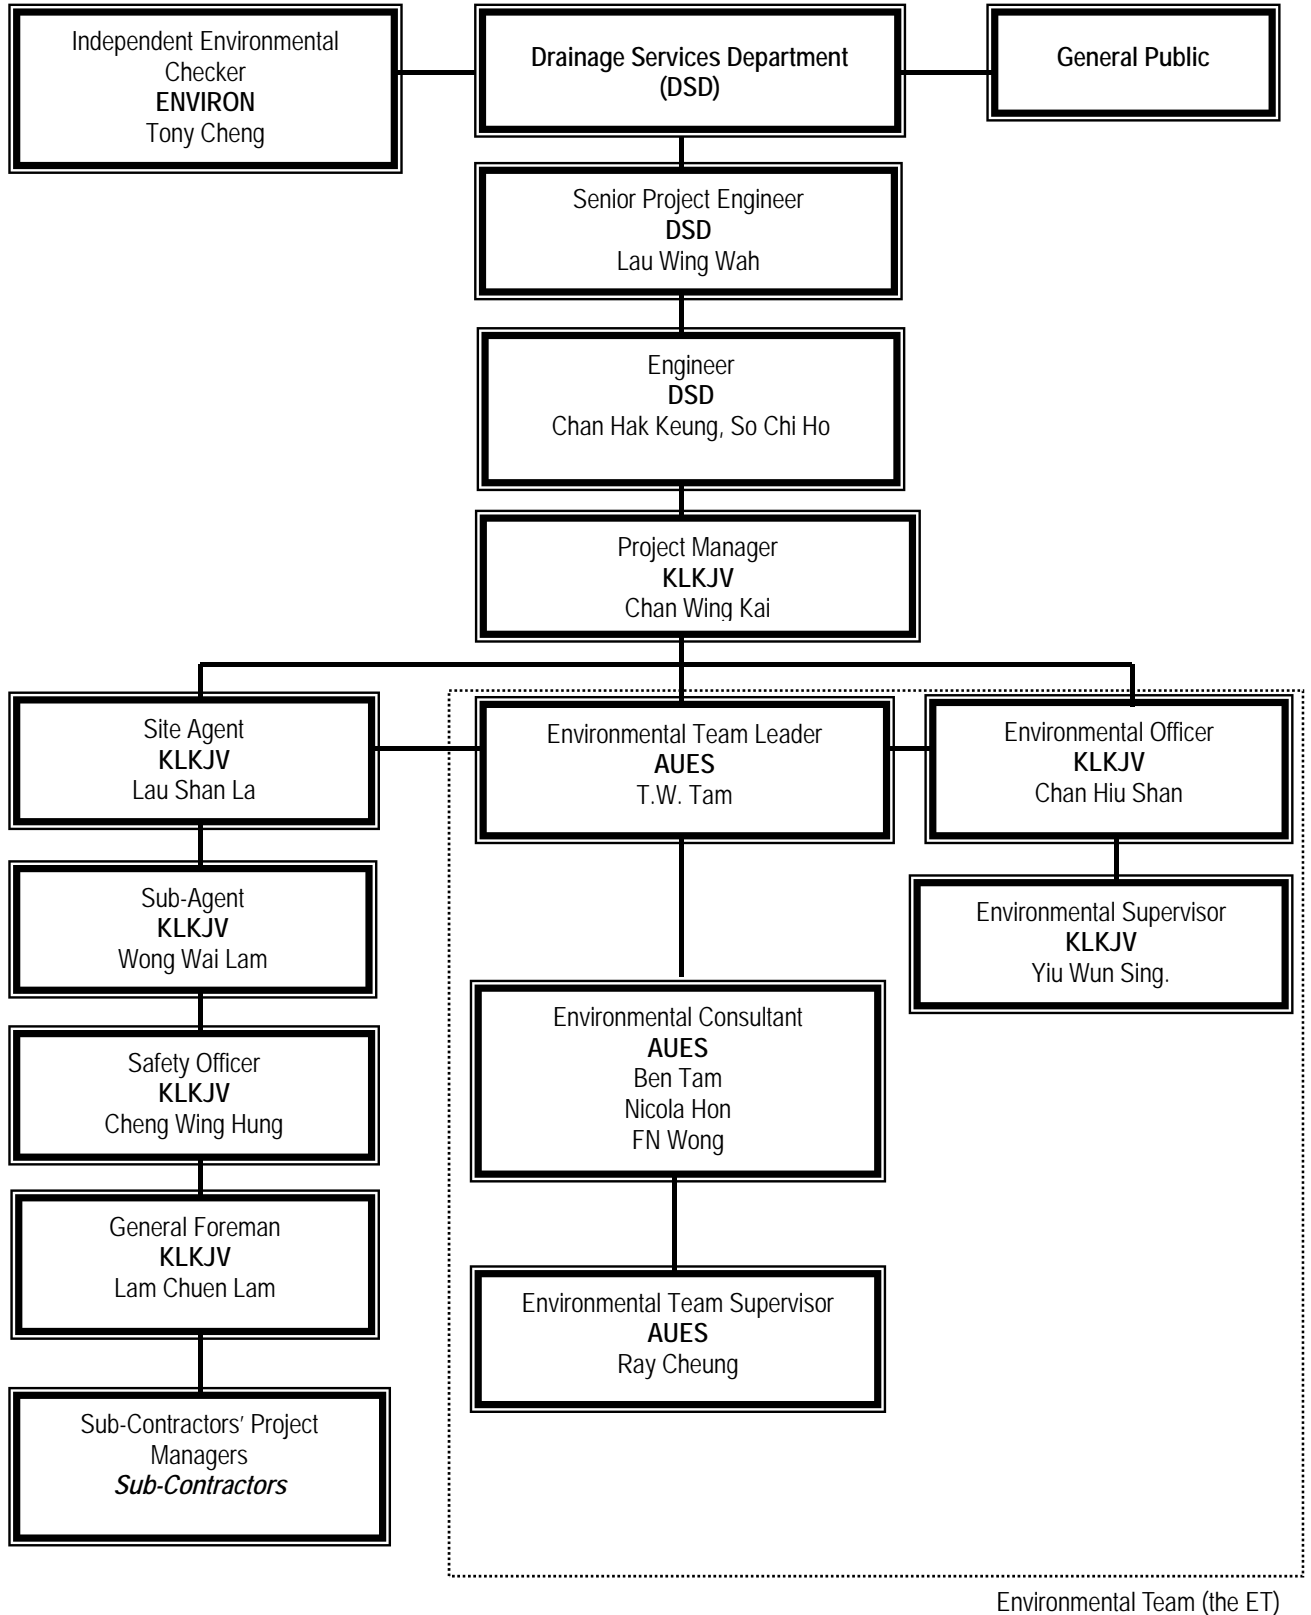 Independent Environmental
Checker
ENVIRON
Tony Cheng
Drainage Services Department
(DSD)
General Public
Senior Project Engineer
DSD
Lau Wing Wah
Engineer
DSD
Chan Hak Keung, So Chi Ho
Project Manager
KLKJV
Chan Wing Kai
Site Agent
KLKJV
Lau Shan La
Environmental Team Leader
AUES
T.W. Tam
Environmental Officer
KLKJV
Chan Hiu Shan
Sub-Agent
KLKJV
Wong Wai Lam
Environmental Supervisor
KLKJV
Yiu Wun Sing.
Safety Officer
KLKJV
Cheng Wing Hung
Environmental Consultant
AUES
Ben Tam
Nicola Hon
FN Wong
General Foreman
KLKJV
Lam Chuen Lam
Environmental Team Supervisor
AUES
Ray Cheung
Sub-Contractors’ Project
Managers
Sub-Contractors
Environmental Team (the ET)